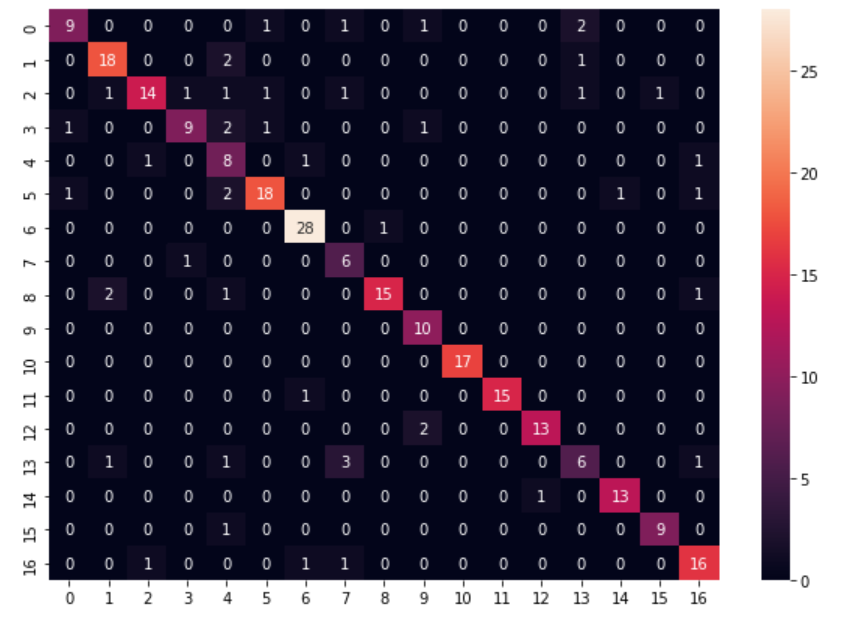 0 9 0 0 0 0 1 0 1 0 1 0 0 0 2 0 0 0
1 0 18 0 0 2 0 0 0 0 0 0 0 0 1 0 0 0
2 0 1 14 1 1 1 0 1 0 0 0 0 0 1 0 1 0
3 1 0 0 9 2 1 0 0 0 1 0 0 0 0 0 0 0
4 0 0 1 0 8 0 1 0 0 0 0 0 0 0 0 0 1
5 1 0 0 0 2 18 0 0 0 0 0 0 0 0 1 0 1
6 0 0 0 0 0 0 28 0 1 0 0 0 0 0 0 0 0
7 0 0 0 1 0 0 0 6 0 0 0 0 0 0 0 0 0
8 0 2 0 0 1 0 0 0 15 0 0 0 0 0 0 0 1
9 0 0 0 0 0 0 0 0 0 10 0 0 0 0 0 0 0
10 0 0 0 0 0 0 0 0 0 0 17 0 0 0 0 0 0
11 0 0 0 0 0 0 1 0 0 0 0 15 0 0 0 0 0
12 0 0 0 0 0 0 0 0 0 2 0 0 13 0 0 0 0
13 0 1 0 0 1 0 0 3 0 0 0 0 0 6 0 0 1
14 0 0 0 0 0 0 0 0 0 0 0 0 1 0 13 0 0
15 0 0 0 0 1 0 0 0 0 0 0 0 0 0 0 9 0
16 0 0 1 0 0 0 1 1 0 0 0 0 0 0 0 0 16
0 1 2 3 4 5 6 7 8 9 10 11 12 13 14 15 16
25
20
15
10
5
0